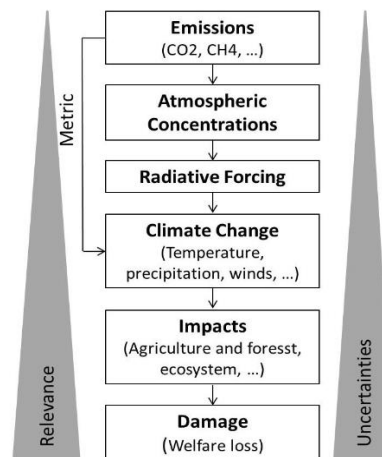 Emissions
(CO2, CH4, ...)
Metric
Atmospheric
Concentrations
Radiative Forcing
Climate Change
(Temperature,
precipitation, winds, ...)
Impacts
(Agriculture and foresst,
ecosystem, ...)
Damage
(Welfare loss)
Relevance
Uncertainties